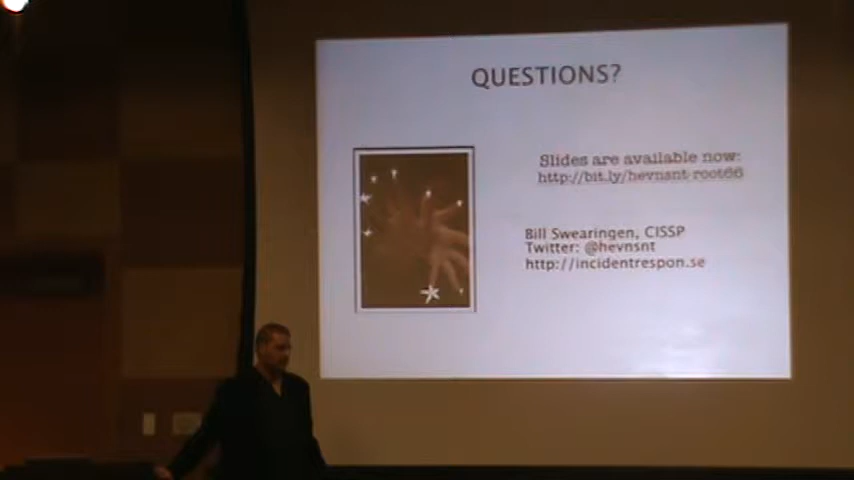 QUESTIONS?
Slides are available now:
http://bit.ly/hevnsnt-root66
Bill Swearingen, CISSP
Twitter: @hevnsnt
http://incidentrespon.se